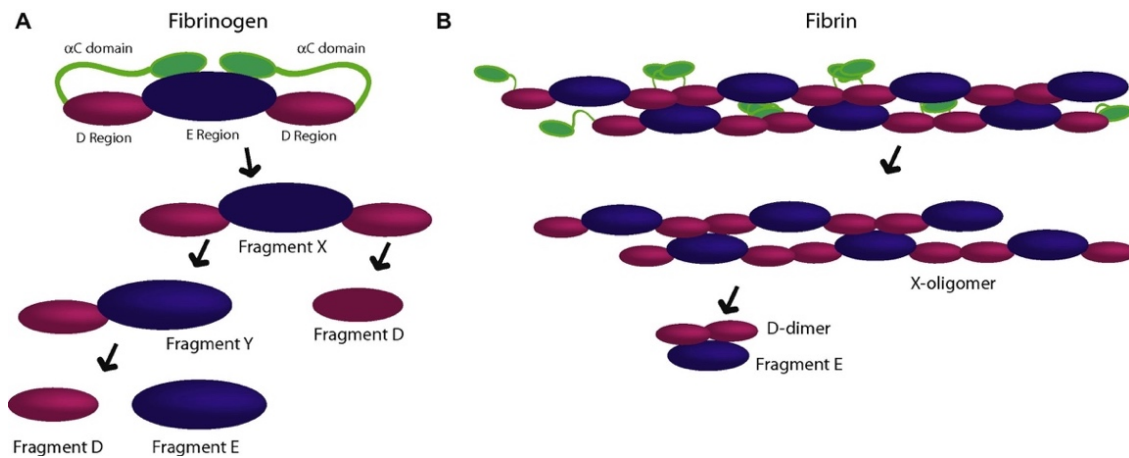 A
Fibrinogen
αC domain
αC domain
D Region
E Region
D Region
Fragment X
Fragment Y
Fragment D
Fragment D
Fragment E
B
Fibrin
X-oligomer
D-dimer
Fragment E